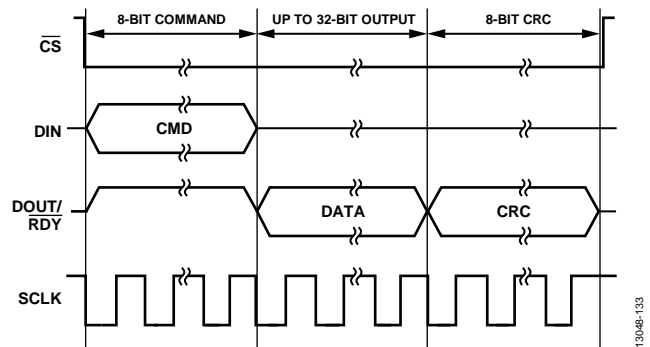 8-BIT COMMAND UP TO 32-BIT OUTPUT 8-BIT CRC
CS
DIN
CMD
DOUT/
RDY
DATA
CRC
SCLK
13048-133